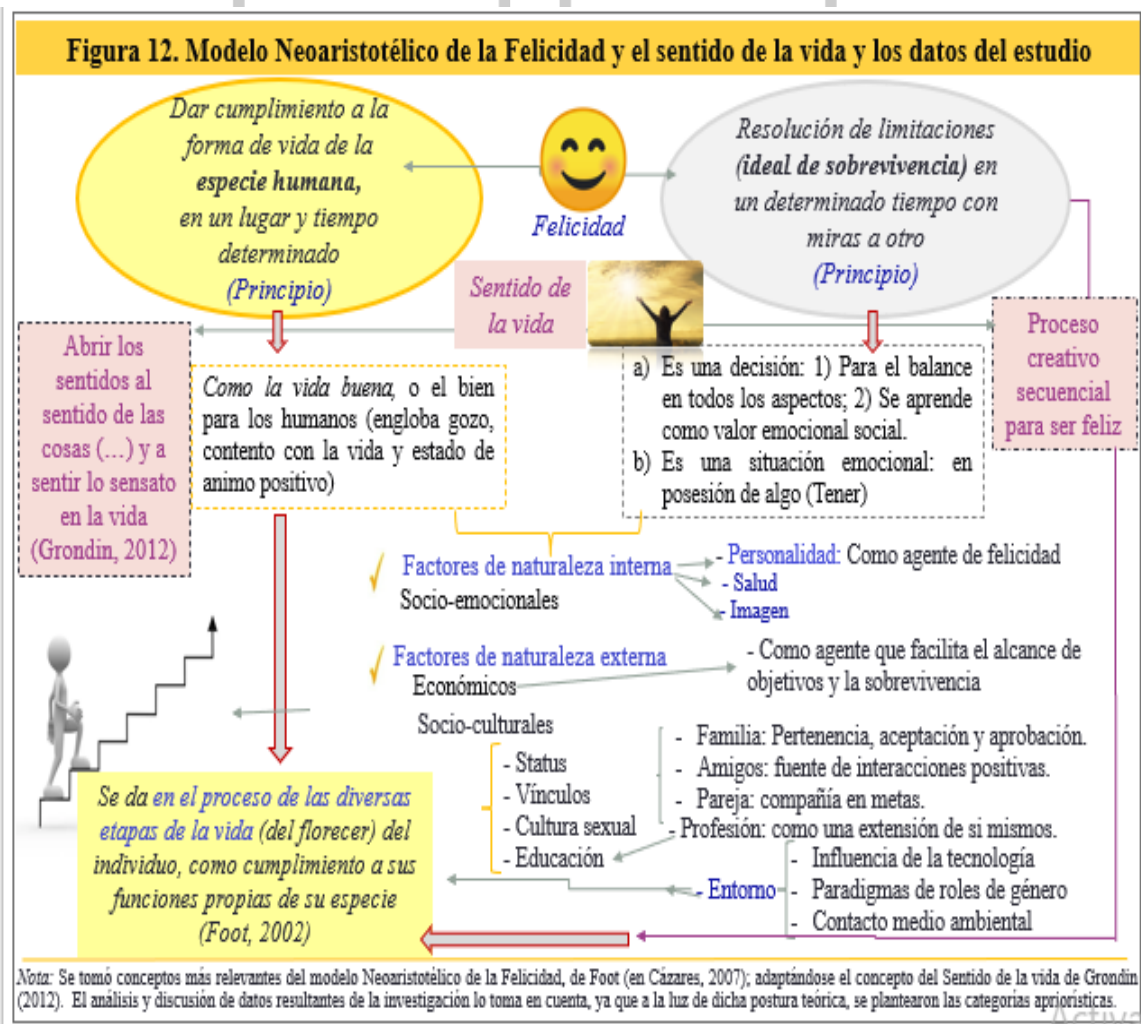 Figura 12. Modelo Neoaristotélico de la Felicidad y el sentido de la vida y los datos del estudio
Dar cumplimiento a la
forma de vida de la
especie humana,
en un lugar y tiempo
determinado
(Principio)
Felicidad
Resolución de limitaciones
(ideal de sobrevivencia) en
un determinado tiempo con
miras a otro
(Principio)
Sentido de
la vida
Abrir los
sentidos al
sentido de las
cosas (...) y a
sentir lo sensato
en la vida
(Grondin, 2012)
Como la vida buena, o el bien
para los humanos (engloba gozo,
contento con la vida y estado de
animo positivo)
a) Es una decisión: 1) Para el balance
en todos los aspectos; 2) Se aprende
como valor emocional social.
b) Es una situación emocional: en
posesión de algo (Tener)
Proceso
creativo
secuencial
para ser feliz
Factores de naturaleza interna
Socio-emocionales
- Personalidad: Como agente de felicidad
- Salud
- Imagen
Factores de naturaleza externa
Económicos
- Como agente que facilita el alcance de
objetivos y la sobrevivencia
Socio-culturales
- Status
- Vínculos
- Cultura sexual
- Educación
- Familia: Pertenencia, aceptación y aprobación.
- Amigos: fuente de interacciones positivas.
- Pareja: compañía en metas.
- Profesión: como una extensión de si mismos.
- Entorno
- Influencia de la tecnología
- Paradigmas de roles de género
- Contacto medio ambiental
Se da en el proceso de las diversas
etapas de la vida (del florecer) del
individuo, como cumplimiento a sus
funciones propias de su especie
(Foot, 2002)
Nota: Se tomó conceptos más relevantes del modelo Neoaristotélico de la Felicidad, de Foot (en Cázares, 2007); adaptándose el concepto del Sentido de la vida de Grondin
(2012). El análisis y discusión de datos resultantes de la investigación lo toma en cuenta, ya que a la luz de dicha postura teórica, se plantearon las categorías apriorísticas.